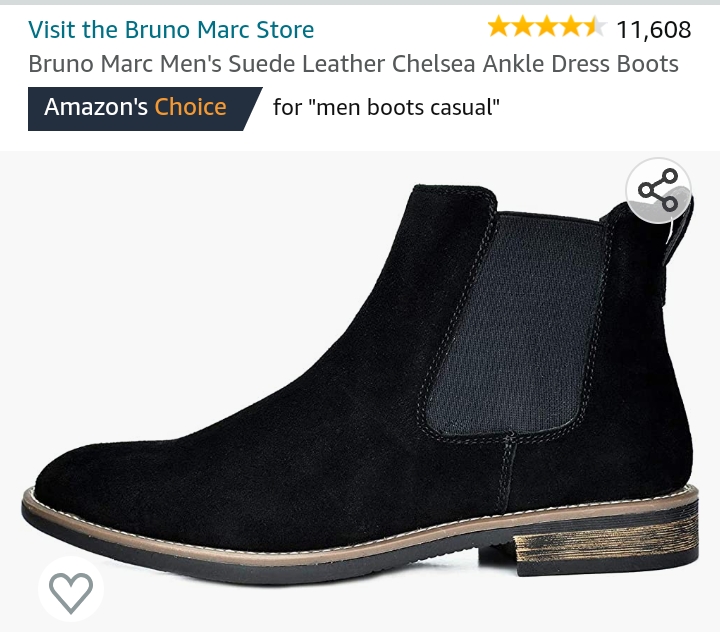 Visit the Bruno Marc Store 11,608
Bruno Marc Men's Suede Leather Chelsea Ankle Dress Boots
Amazon's Choice for "men boots casual"